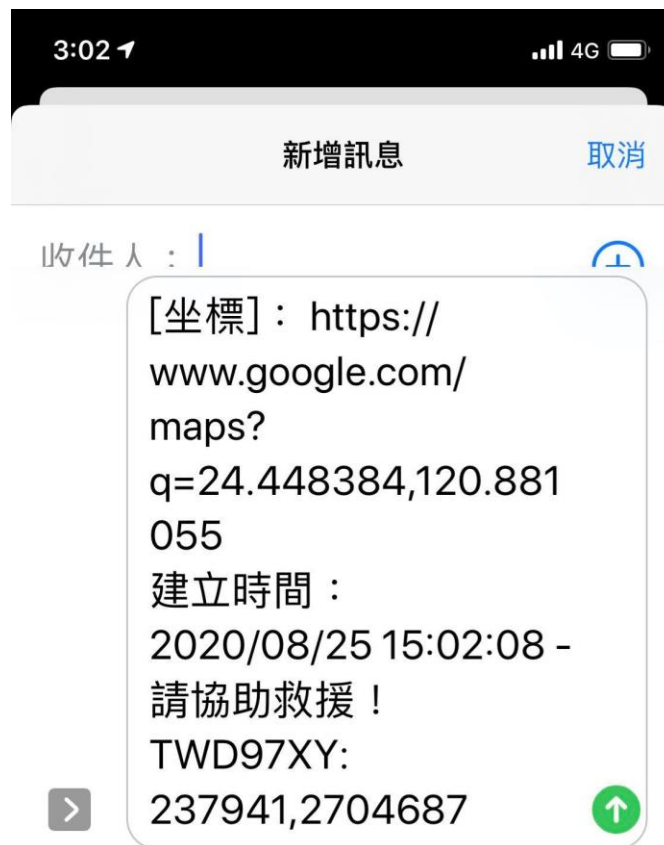 3:02
4G
新增訊息
取消
收件人：
[坐標]： https://
www.google.com/
maps?
q=24.448384,120.881
055
建立時間：
2020/08/25 15:02:08 -
請協助救援！
TWD97XY:
237941,2704687